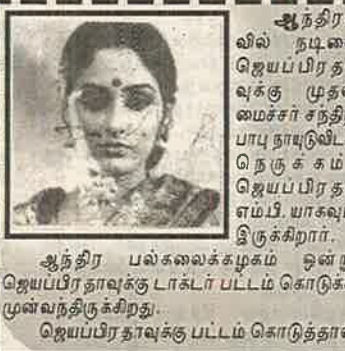 ஆந்திர
வில் நடிகை
ஜெயப்பிரதா
வுக்கு முதல
மைச்சர் சந்திர
பாபு நாயுடுவிட
நெருக்கம்
ஜெயப்பிரதா
எம்.பி. யாகவும்
இருக்கிறார்.
ஆந்திர பல்கலைக்கழகம் ஒன்று
ஜெயப்பிரதாவுக்கு டாக்டர் பட்டம் கொடுக்க
முன்வந்திருக்கிறது.
ஜெயப்பிரதாவுக்கு பட்டம் கொடுத்தால்